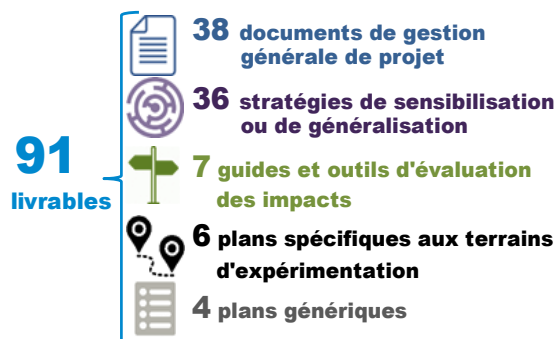 91
livrables
38 documents de gestion
générale de projet
36 stratégies de sensibilisation
ou de généralisation
7 guides et outils d'évaluation
des impacts
6 plans spécifiques aux terrains
d'expérimentation
4 plans génériques